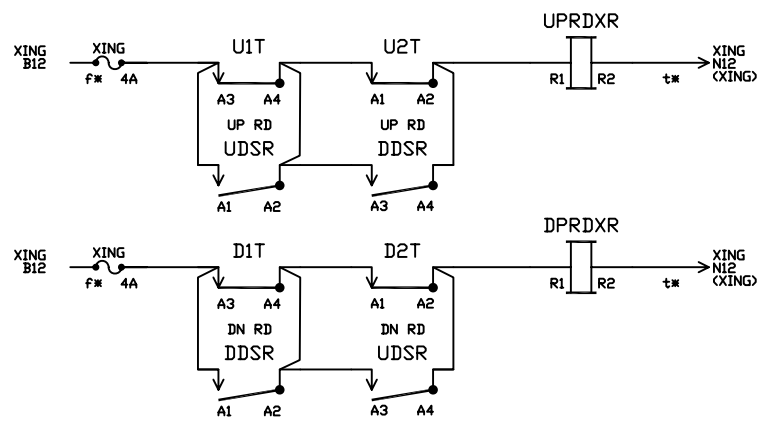 UPRDXR
XING
B12
XING
U1T
U2T
XING
N12
(XING)
f* 4A
A3 A4
A1 A2
R1 R2
t*
UP RD
UDSR
UP RD
DDSR
A1 A2
A3 A4
DPRDXR
XING
B12
XING
D1T
D2T
XING
N12
(XING)
f* 4A
A3 A4
A1 A2
R1 R2
t*
DN RD
DDSR
DN RD
UDSR
A1 A2
A3 A4